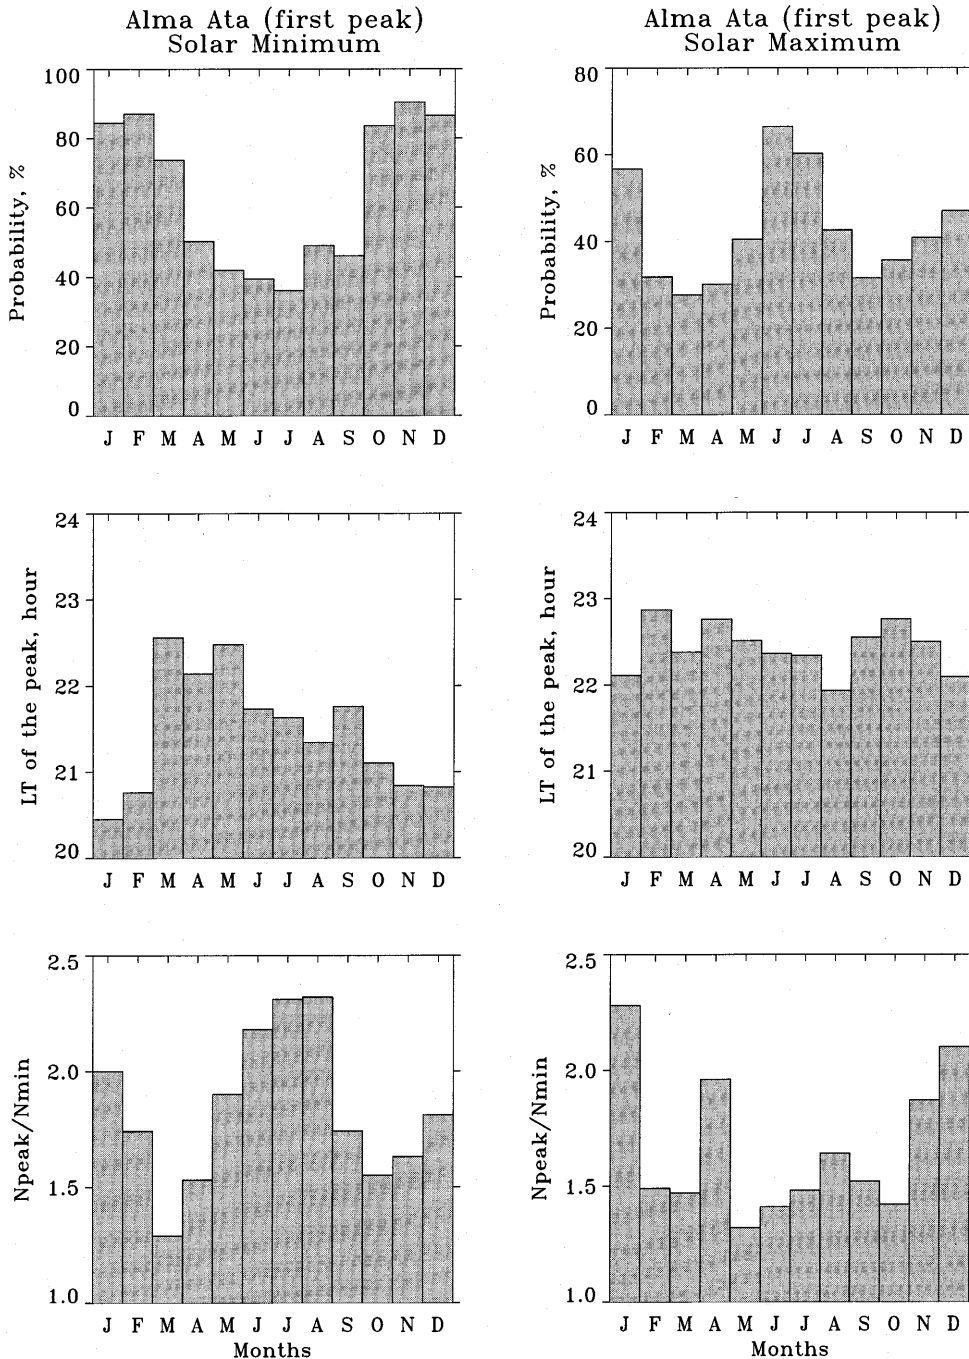 Alma Ata (first peak)
Solar Minimum
Probability, %
100
80
60
40
20
0
J F M A M J J A S O N D
Alma Ata (first peak)
Solar Maximum
Probability, %
80
60
40
20
0
J F M A M J J A S O N D
LT of the peak, hour
24
23
22
21
20
J F M A M J J A S O N D
LT of the peak, hour
24
23
22
21
20
J F M A M J J A S O N D
Npeak/Nmin
2.5
2.0
1.5
1.0
J F M A M J J A S O N D
Months
Npeak/Nmin
2.5
2.0
1.5
1.0
J F M A M J J A S O N D
Months